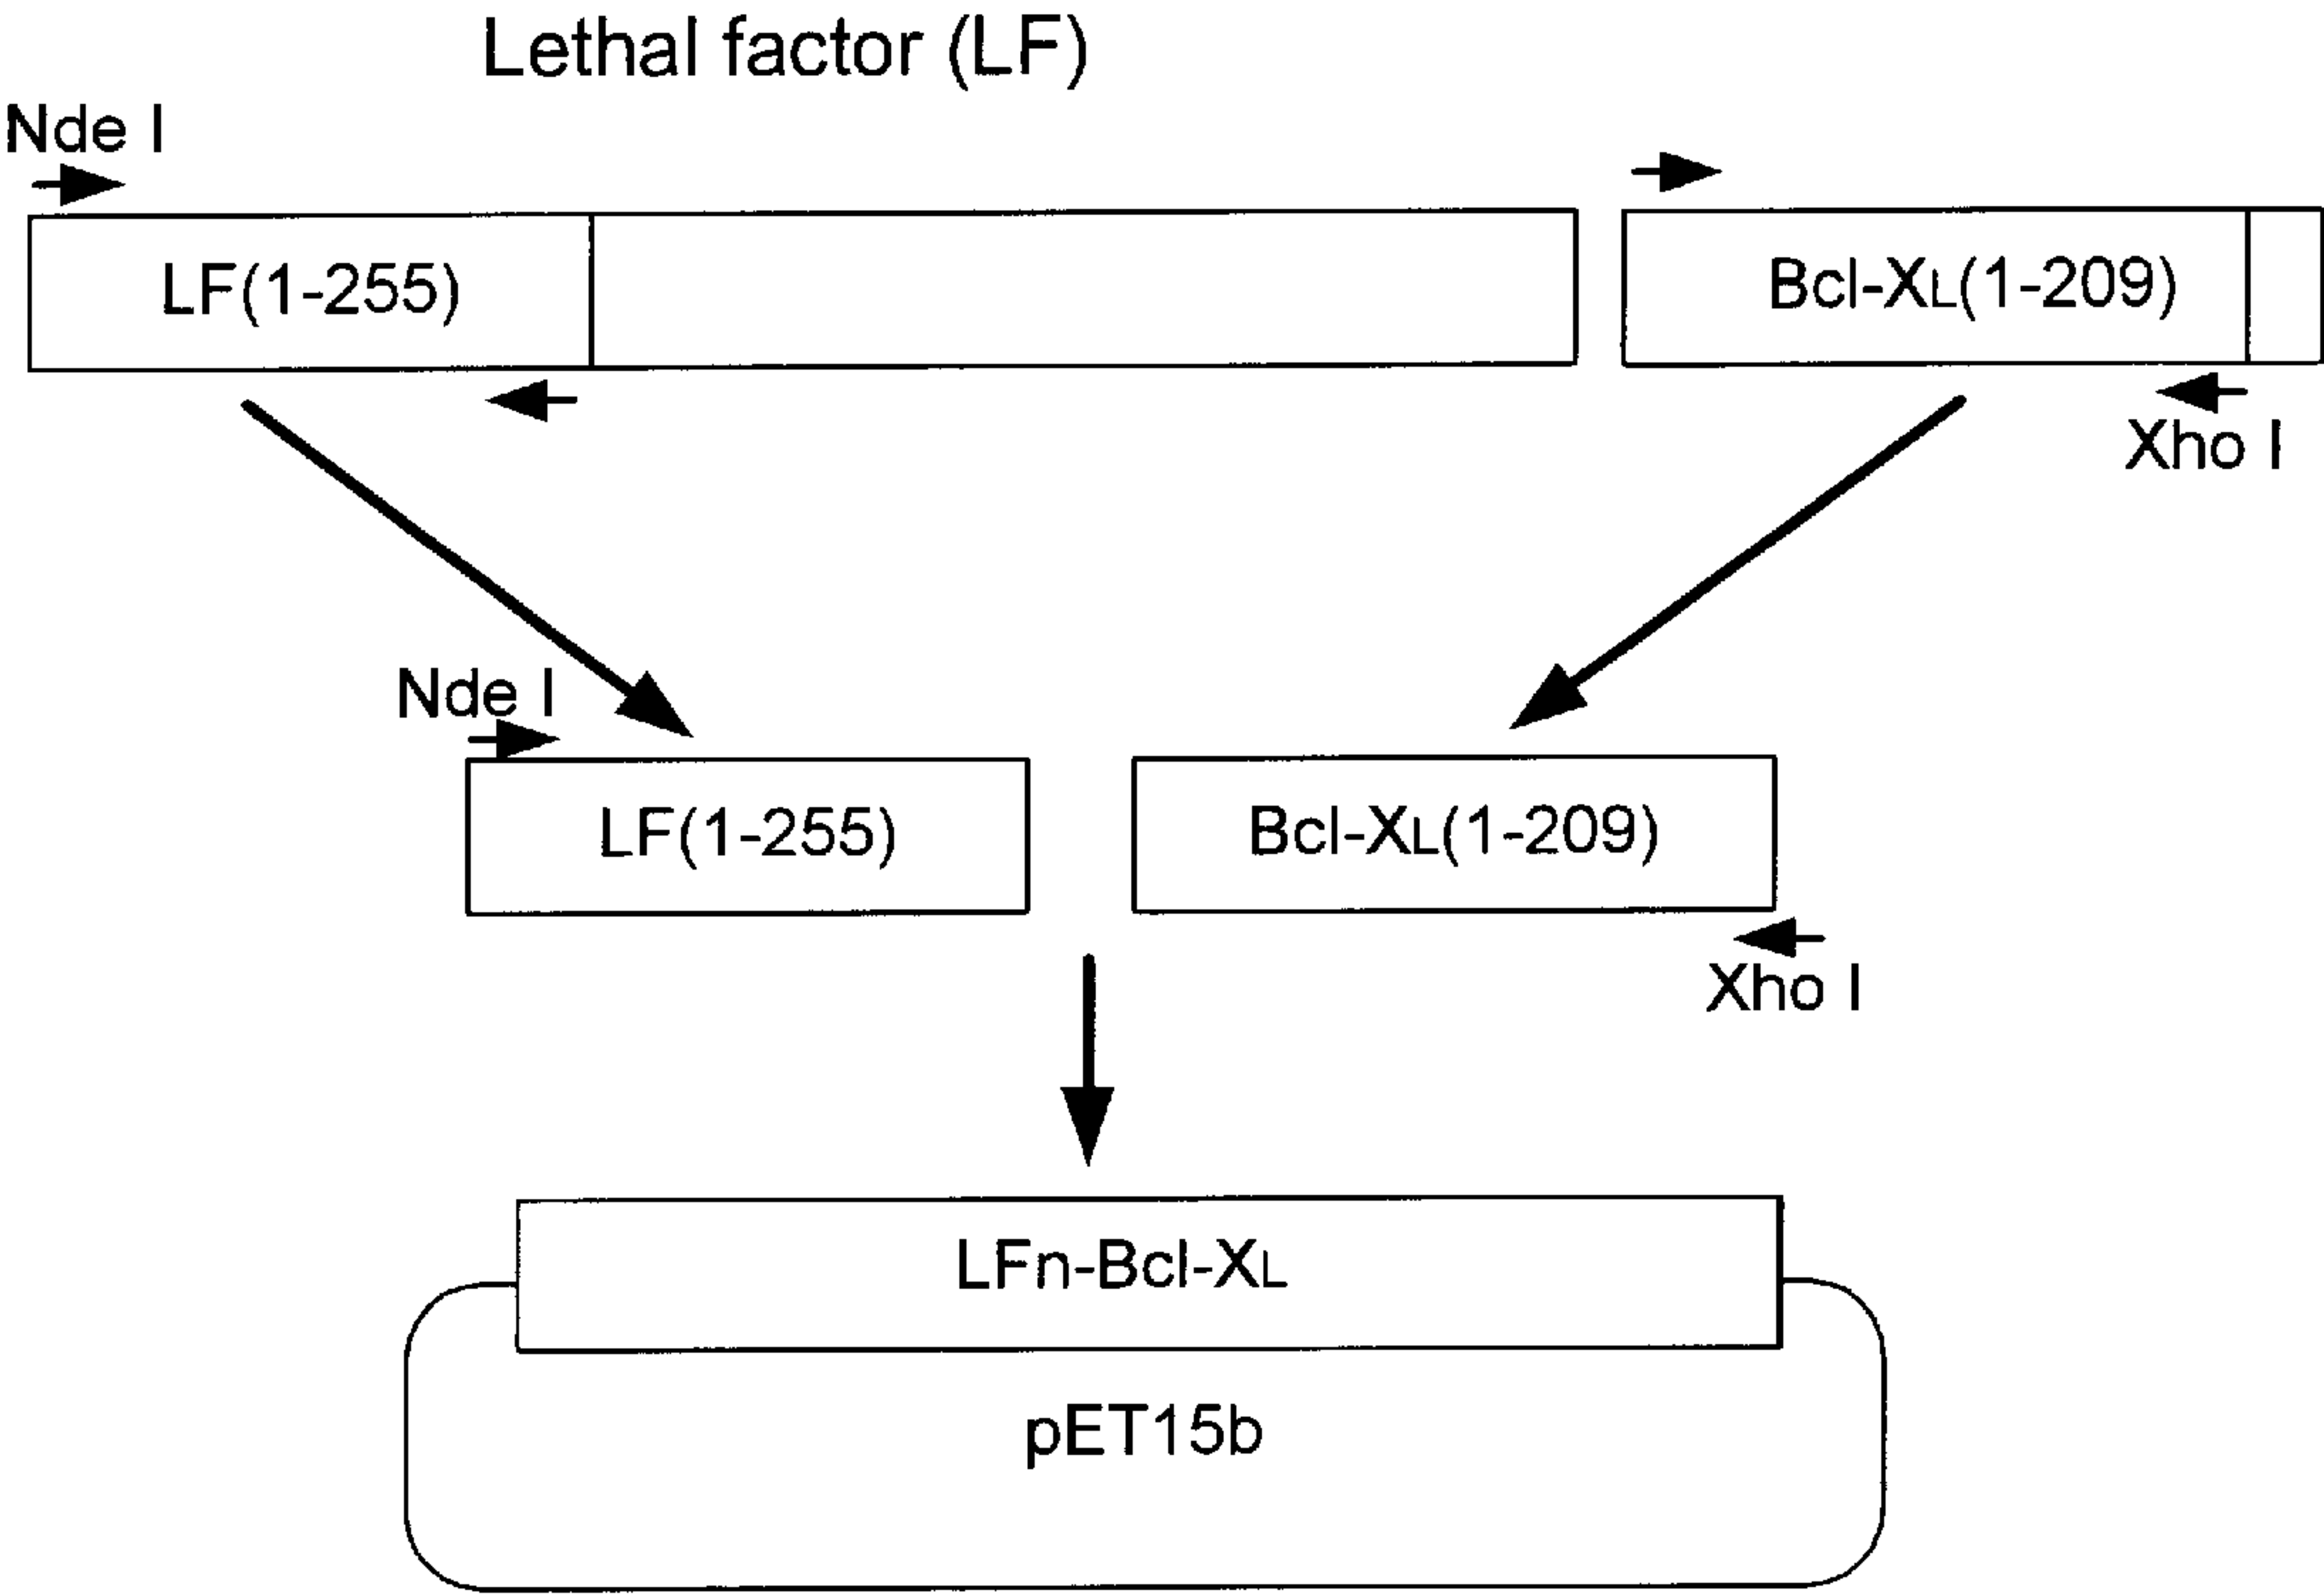 Lethal factor (LF)
Nde I
LF(1-255)
Bcl-XL(1-209)
Xho I
Nde I
LF(1-255)
Bcl-XL(1-209)
Xho I
LFn-Bcl-XL
pET15b